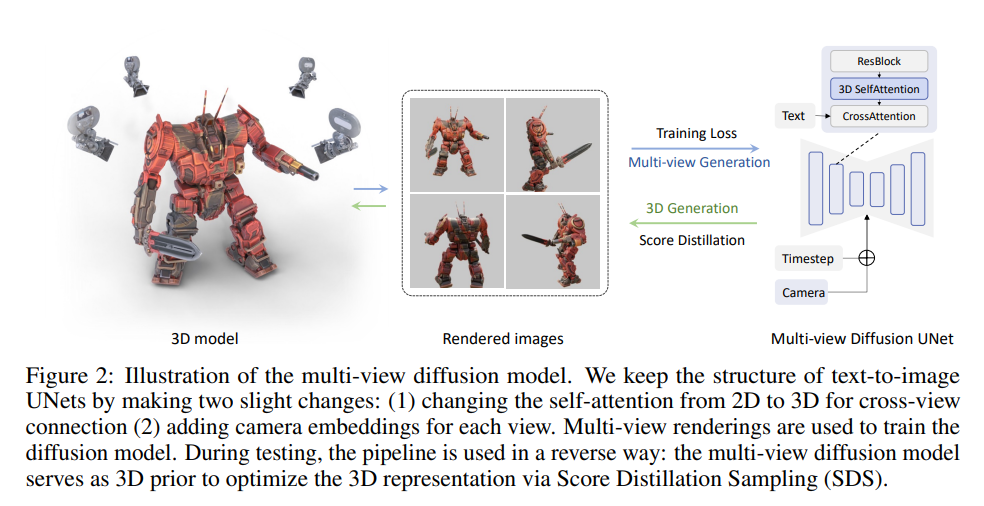 ResBlock
3D SelfAttention
Text
CrossAttention
Training Loss
Multi-view Generation
3D Generation
Score Distillation
Timestep
Camera
3D model
Rendered images
Multi-view Diffusion UNet
Figure 2: Illustration of the multi-view diffusion model. We keep the structure of text-to-image
UNets by making two slight changes: (1) changing the self-attention from 2D to 3D for cross-view
connection (2) adding camera embeddings for each view. Multi-view renderings are used to train the
diffusion model. During testing, the pipeline is used in a reverse way: the multi-view diffusion model
serves as 3D prior to optimize the 3D representation via Score Distillation Sampling (SDS).